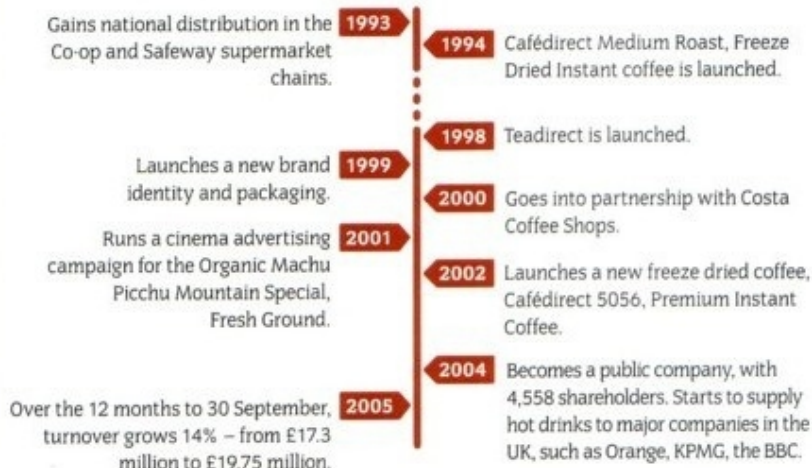 1993
Gains national distribution in the
Co-op and Safeway supermarket
chains.
1994
Cafédirect Medium Roast, Freeze
Dried Instant coffee is launched.
1998
Teadirect is launched.
1999
Launches a new brand
identity and packaging.
2000
Goes into partnership with Costa
Coffee Shops.
2001
Runs a cinema advertising
campaign for the Organic Machu
Picchu Mountain Special,
Fresh Ground.
2002
Launches a new freeze dried coffee,
Cafédirect 5056, Premium Instant
Coffee.
2004
Becomes a public company, with
4,558 shareholders. Starts to supply
hot drinks to major companies in the
UK, such as Orange, KPMG, the BBC.
2005
Over the 12 months to 30 September,
turnover grows 14% – from £17.3
million to £19.75 million.